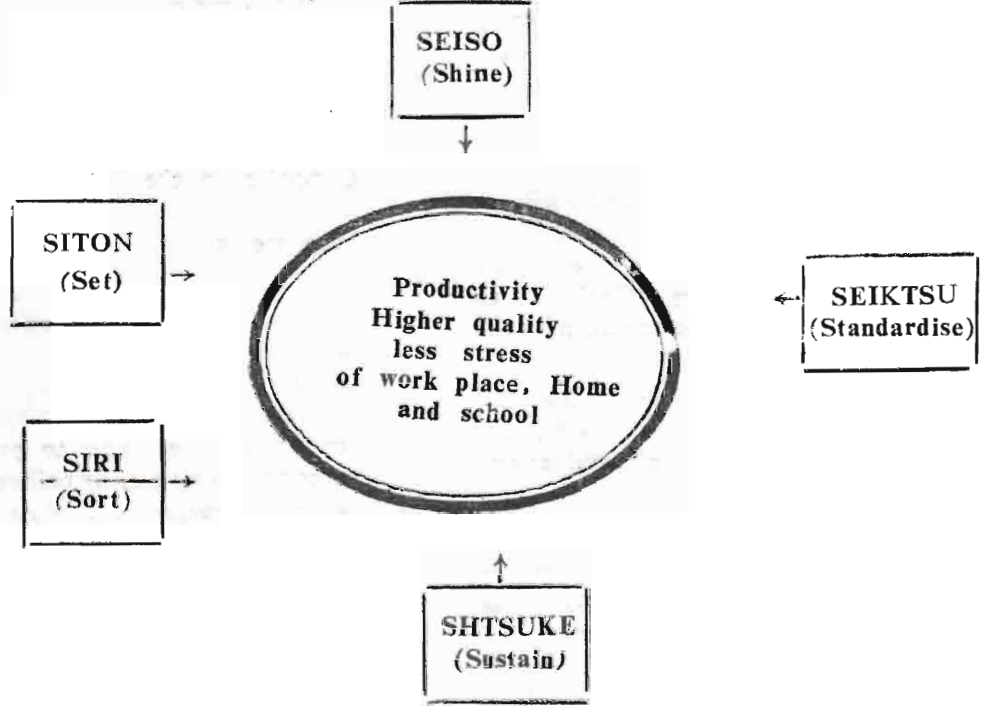 SEISO
(Shine)
SITON
(Set)
Productivity
Higher quality
less stress
of work place, Home
and school
SEIKTSU
(Standardise)
SIRI
(Sort)
SHTSUKE
(Sustain)